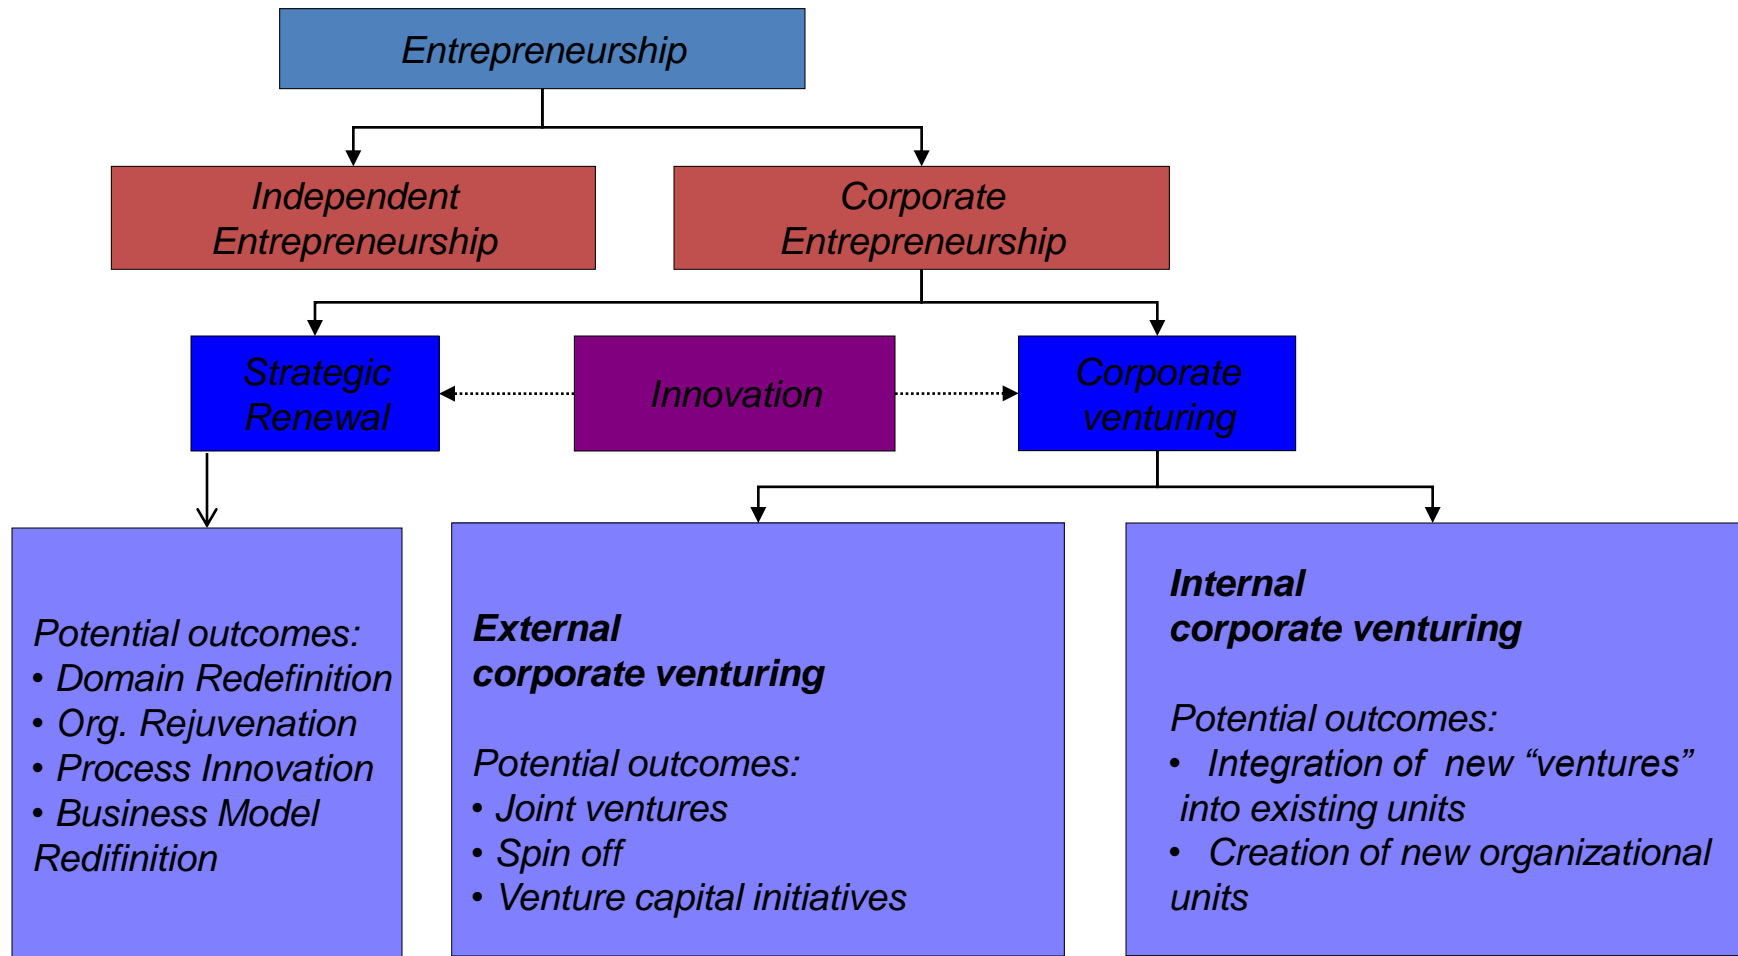 Entrepreneurship
Independent
Entrepreneurship
Corporate
Entrepreneurship
Strategic
Renewal
Innovation
Corporate
venturing
Potential outcomes:
• Domain Redefinition
• Org. Rejuvenation
• Process Innovation
• Business Model
Redifinition
External
corporate venturing
Potential outcomes:
• Joint ventures
• Spin off
• Venture capital initiatives
Internal
corporate venturing
Potential outcomes:
• Integration of new “ventures”
into existing units
• Creation of new organizational
units